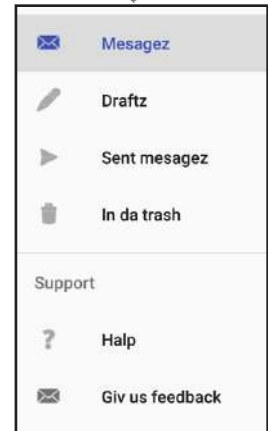 Mesagez
Draftz
Sent mesagez
In da trash
Support
Halp
Giv us feedback